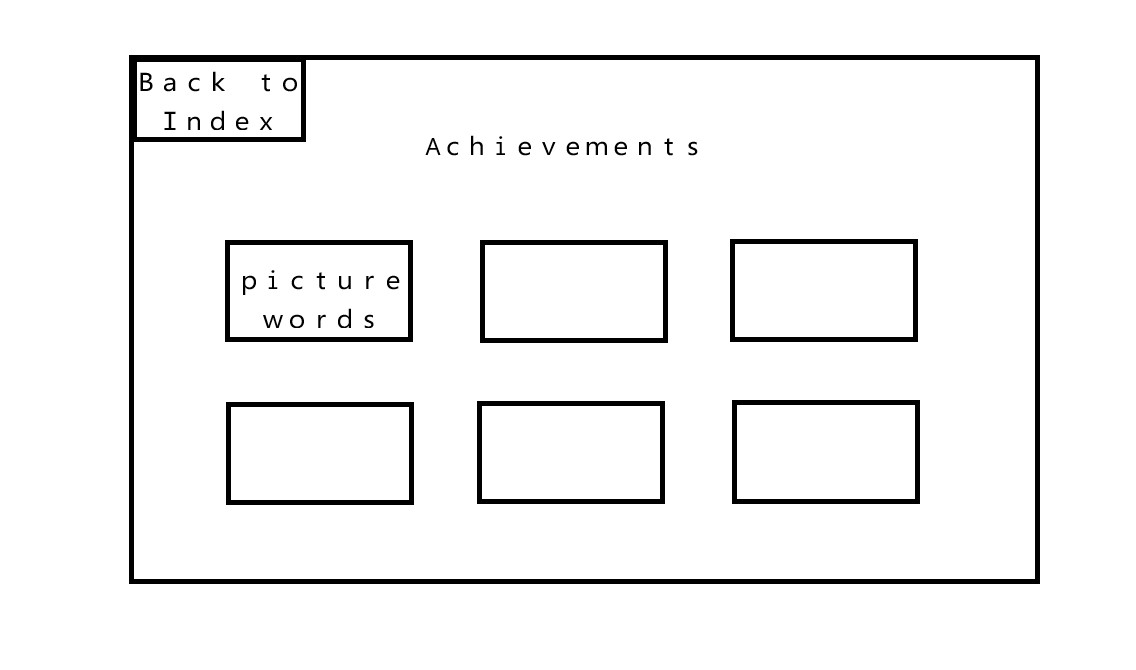 Back to
Index
Achievements
picture
words